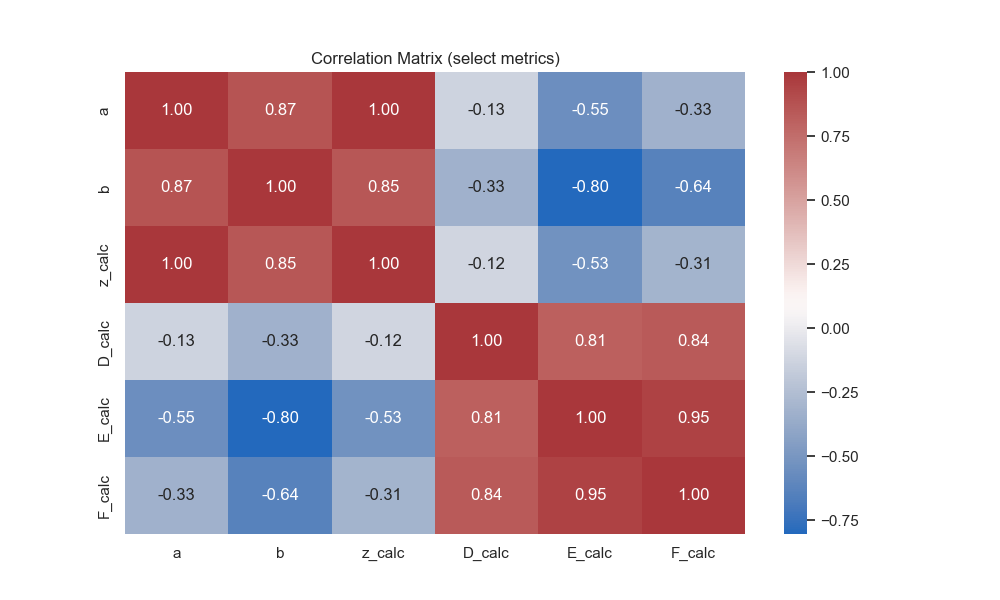 Correlation Matrix (select metrics)
a 1.00 0.87 1.00 -0.13 -0.55 -0.33
b 0.87 1.00 0.85 -0.33 -0.80 -0.64
z_calc 1.00 0.85 1.00 -0.12 -0.53 -0.31
D_calc -0.13 -0.33 -0.12 1.00 0.81 0.84
E_calc -0.55 -0.80 -0.53 0.81 1.00 0.95
F_calc -0.33 -0.64 -0.31 0.84 0.95 1.00
a b z_calc D_calc E_calc F_calc
1.00
0.75
0.50
0.25
0.00
−0.25
−0.50
−0.75